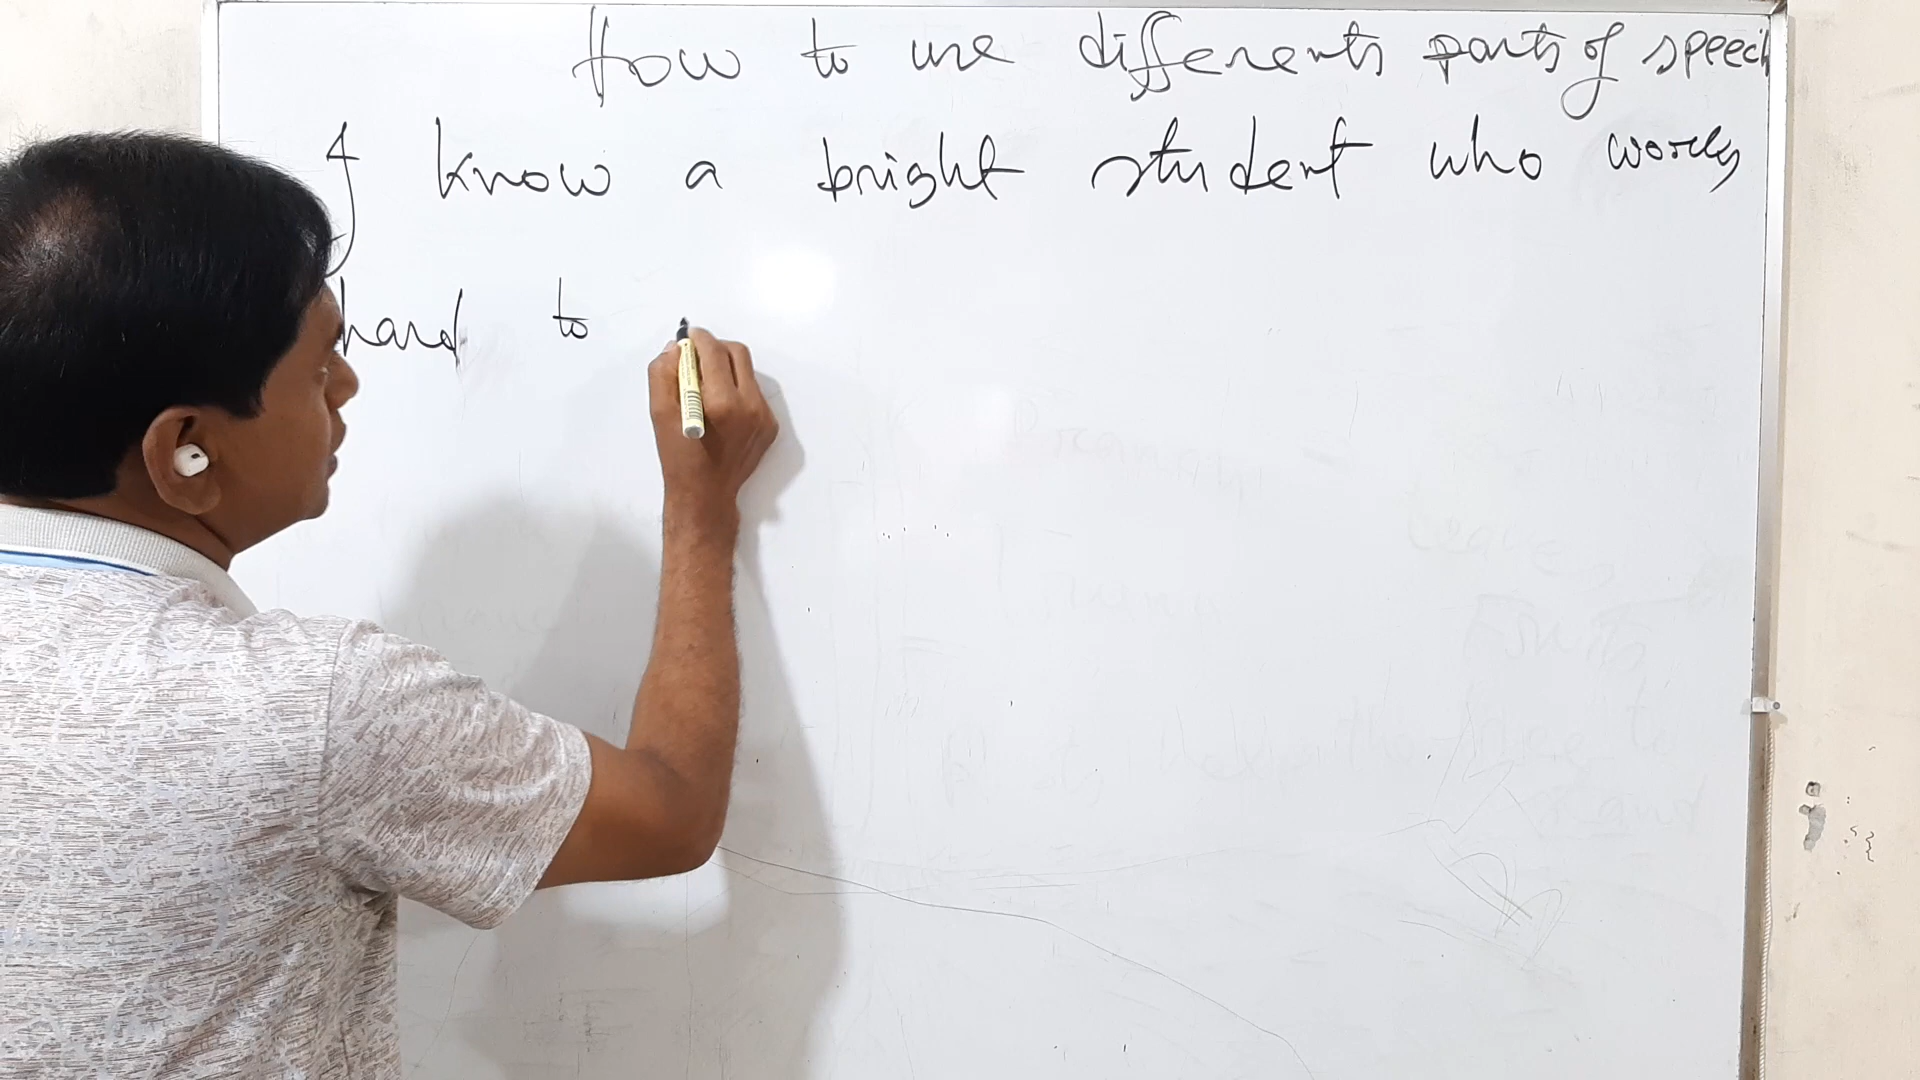 How to use differents parts of speech
I know a bright student who works
hard to